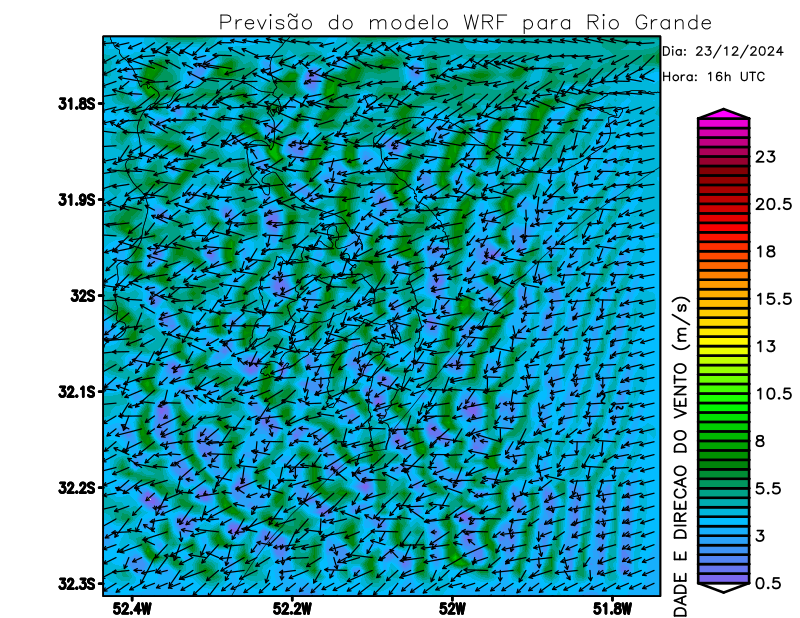 Previsão do modelo WRF para Rio Grande
Dia: 23/12/2024
Hora: 16h UTC
31.8S
31.9S
32S
32.1S
32.2S
32.3S
52.4W
52.2W
52W
51.8W
23
20.5
18
15.5
13
10.5
8
5.5
3
0.5
DADE E DIRECAO DO VENTO (m/s)